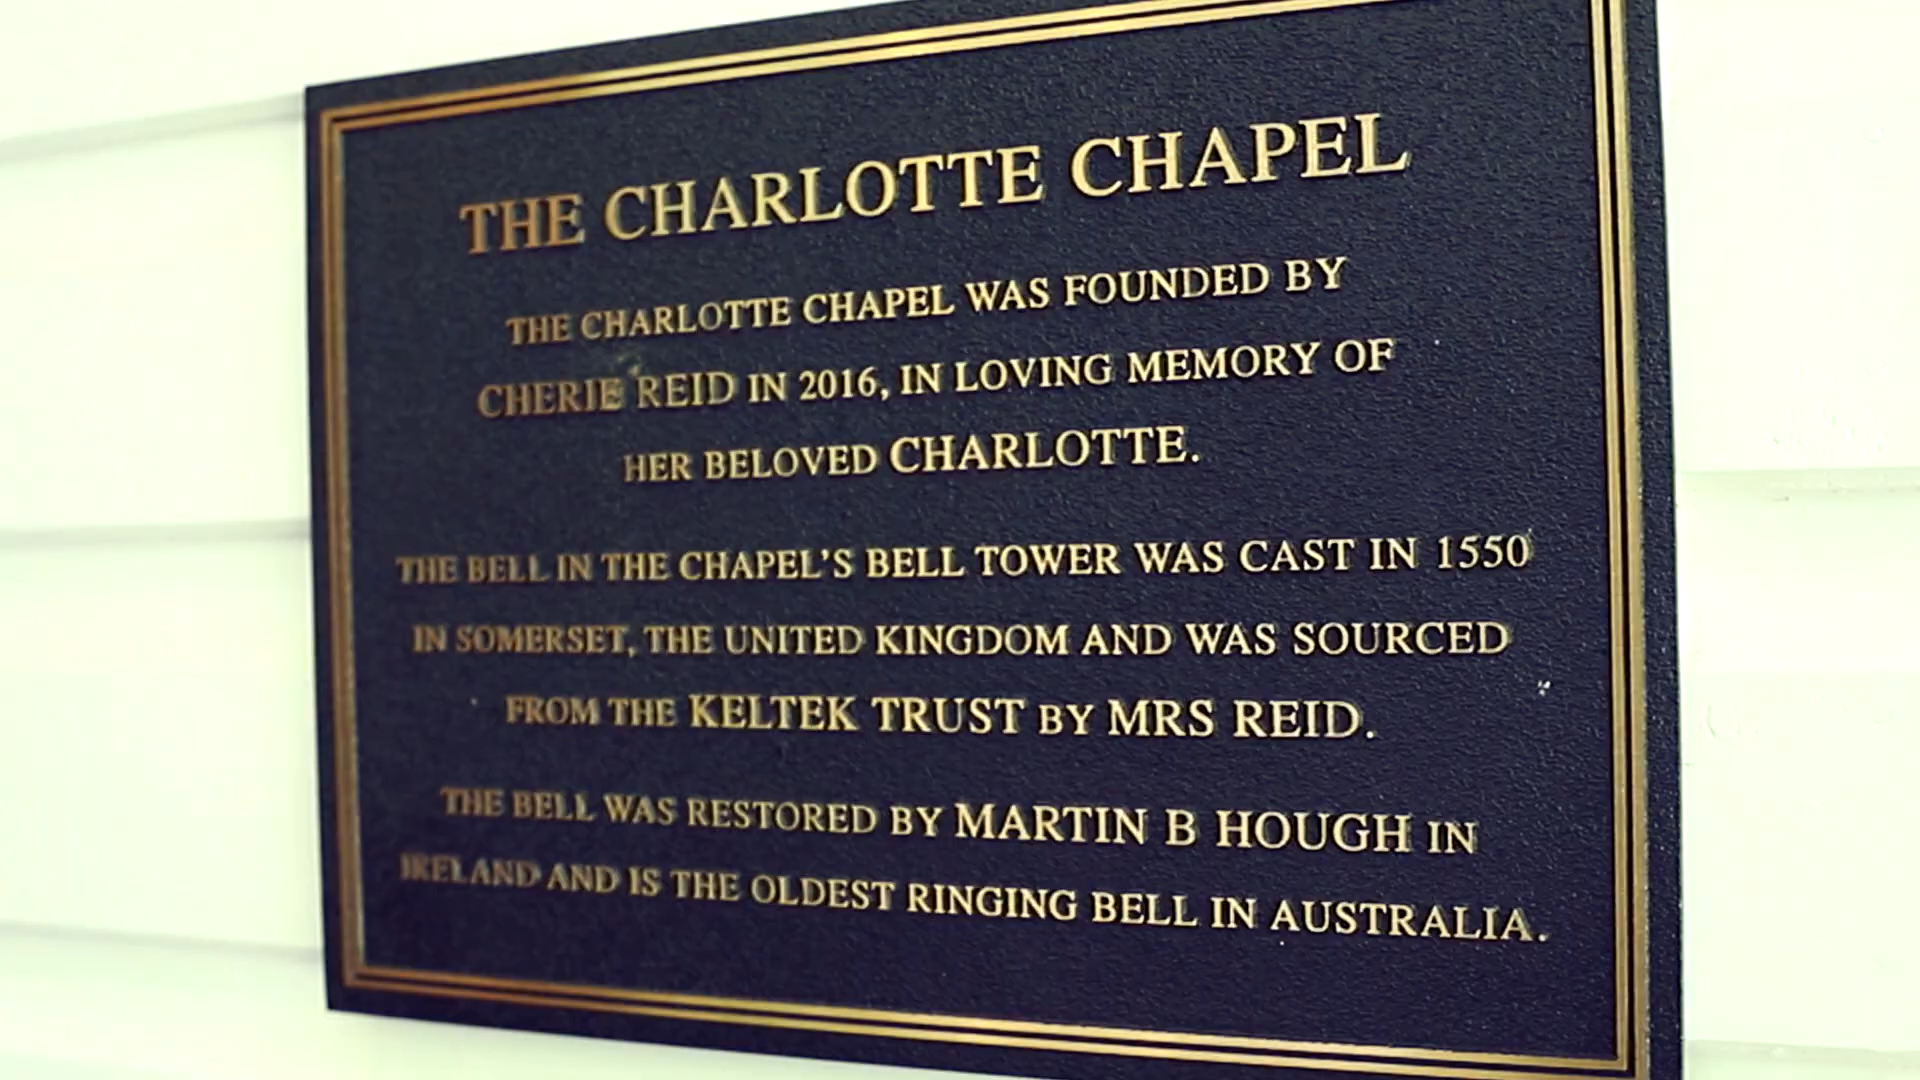 THE CHARLOTTE CHAPEL
THE CHARLOTTE CHAPEL WAS FOUNDED BY
CHERIE REID IN 2016, IN LOVING MEMORY OF
HER BELOVED CHARLOTTE.
THE BELL IN THE CHAPEL'S BELL TOWER WAS CAST IN 1550
IN SOMERSET, THE UNITED KINGDOM AND WAS SOURCED
FROM THE KELTEK TRUST BY MRS REID.
THE BELL WAS RESTORED BY MARTIN B HOUGH IN
IRELAND AND IS THE OLDEST RINGING BELL IN AUSTRALIA.